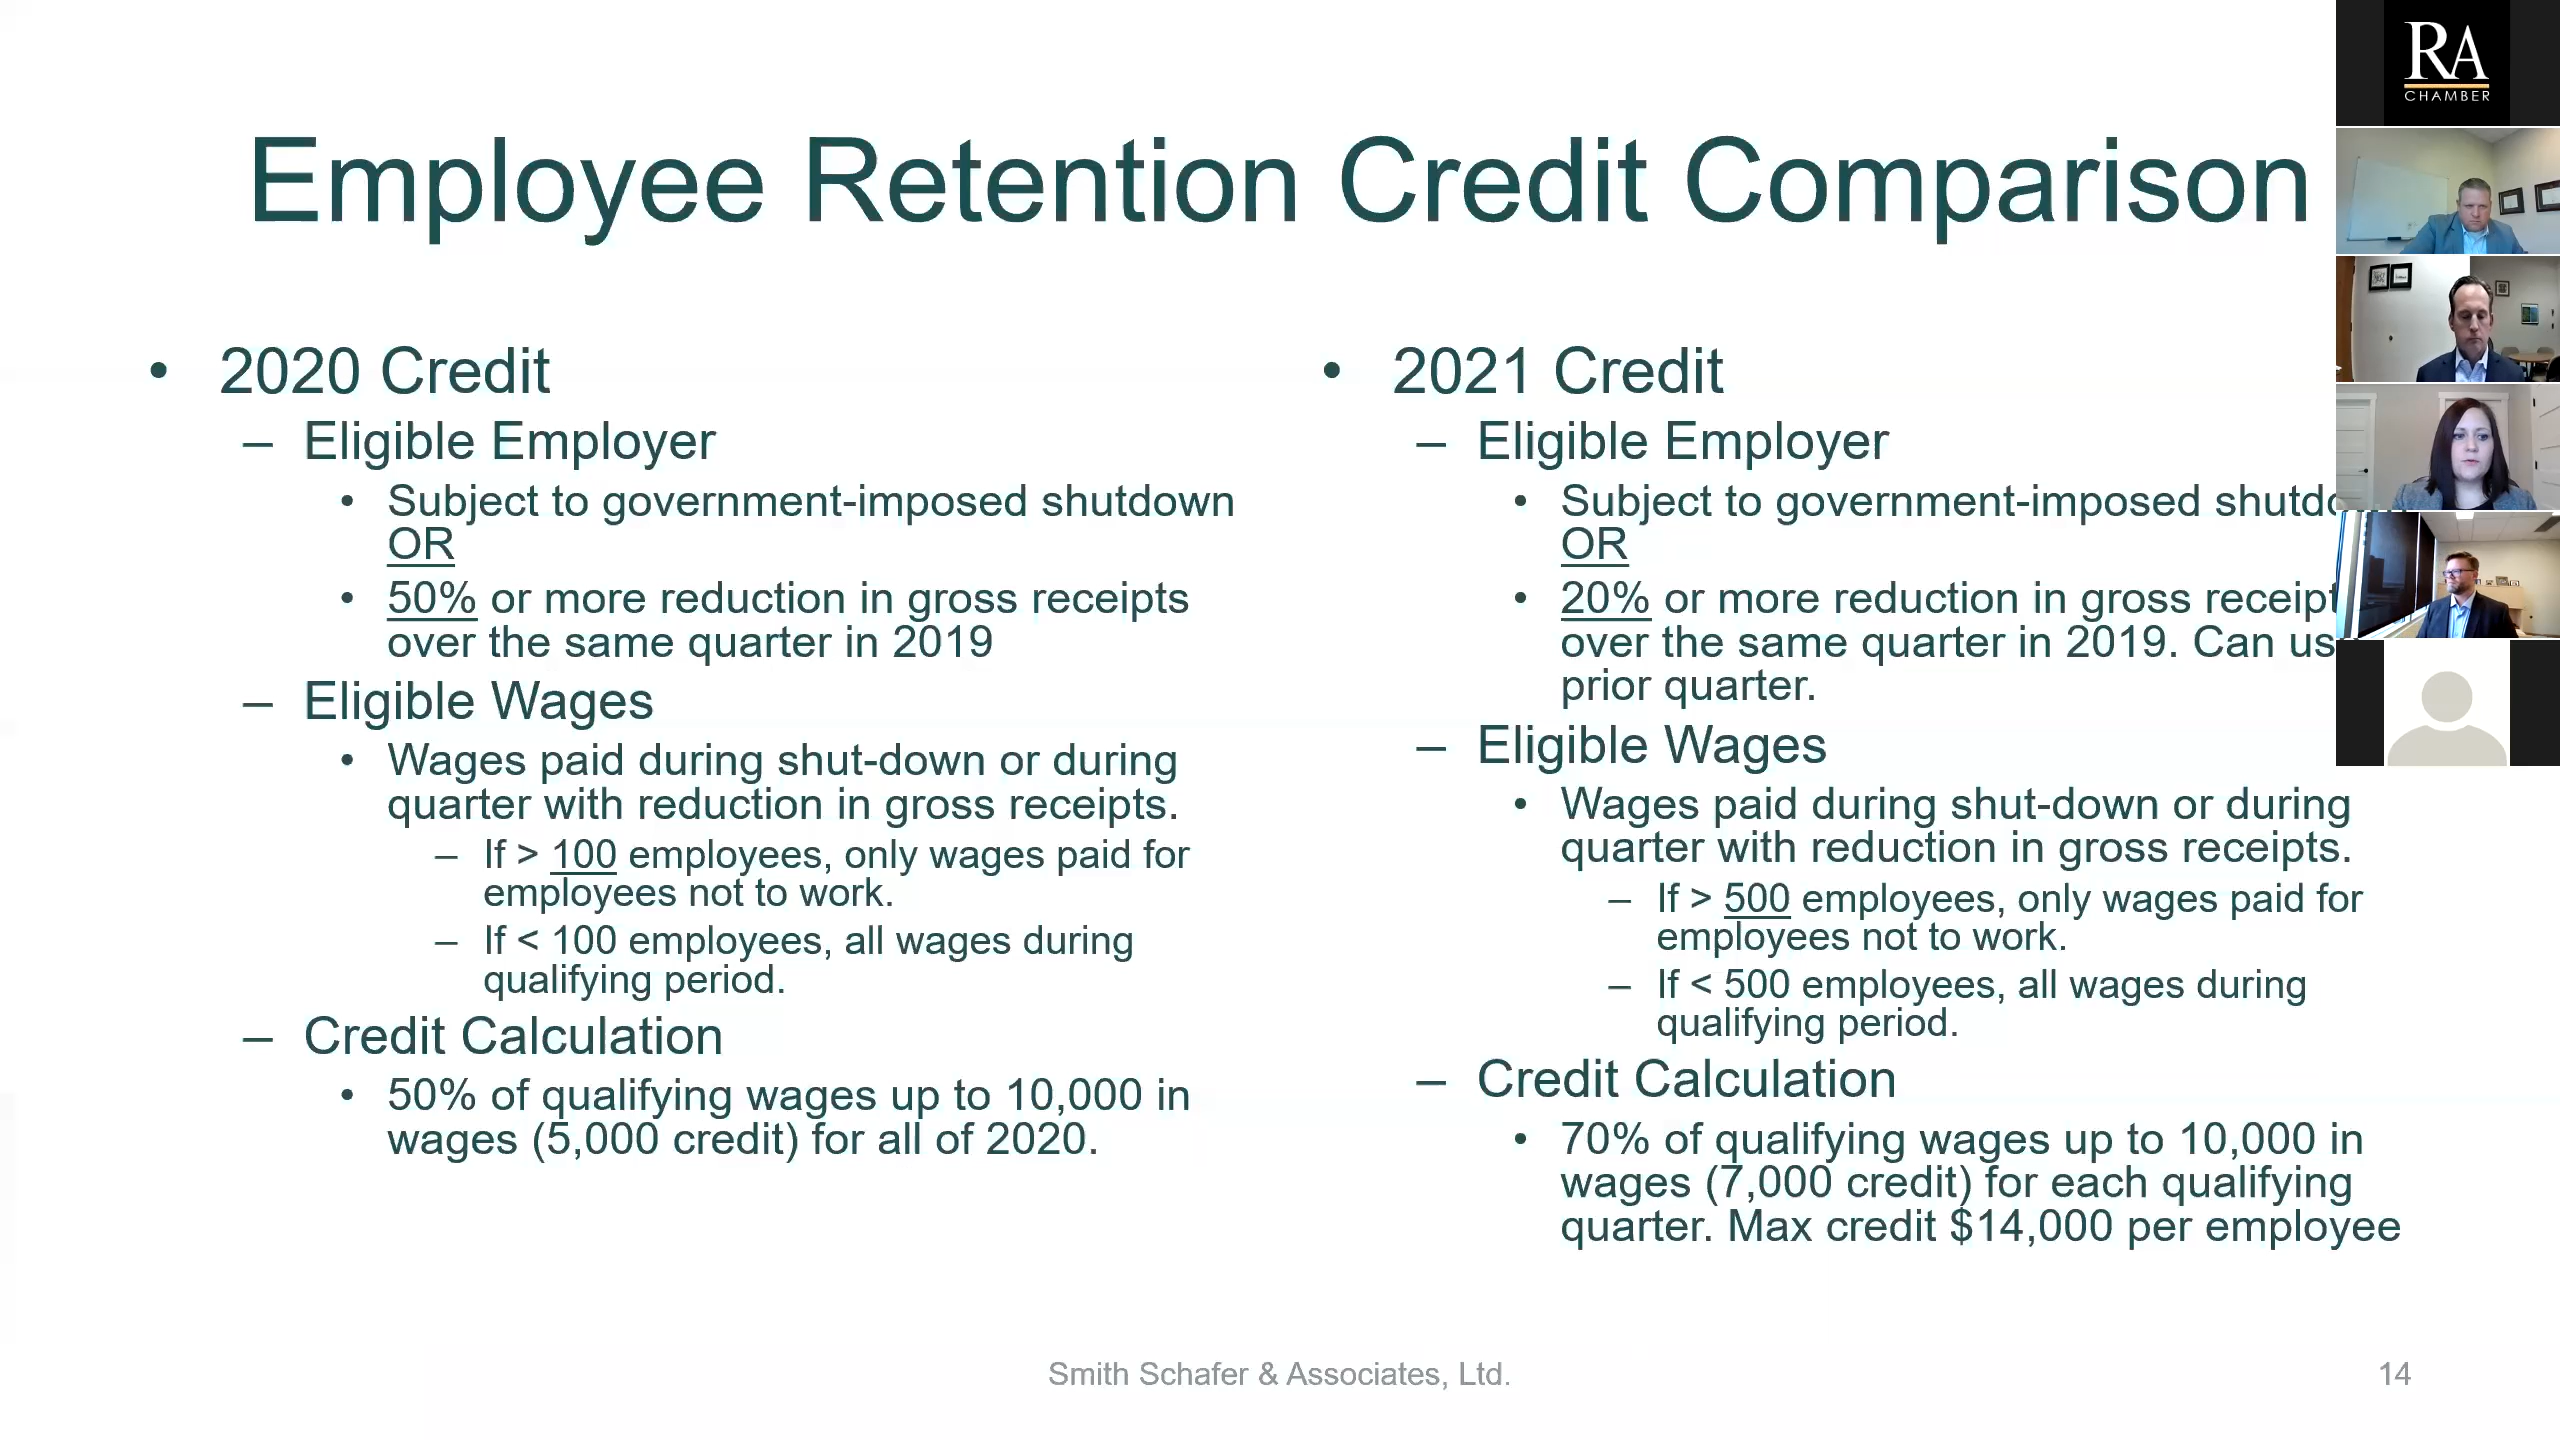 RA
CHAMBER
Employee Retention Credit Comparison
• 2020 Credit
– Eligible Employer
• Subject to government-imposed shutdown
OR
• 50% or more reduction in gross receipts
over the same quarter in 2019
– Eligible Wages
• Wages paid during shut-down or during
quarter with reduction in gross receipts.
– If > 100 employees, only wages paid for
employees not to work.
– If < 100 employees, all wages during
qualifying period.
– Credit Calculation
• 50% of qualifying wages up to 10,000 in
wages (5,000 credit) for all of 2020.
• 2021 Credit
– Eligible Employer
• Subject to government-imposed
OR
• 20% or more reduction in gross
over the same quarter in 2019. Can
prior quarter.
– Eligible Wages
• Wages paid during shut-down or during
quarter with reduction in gross receipts.
– If > 500 employees, only wages paid for
employees not to work.
– If < 500 employees, all wages during
qualifying period.
– Credit Calculation
• 70% of qualifying wages up to 10,000 in
wages (7,000 credit) for each qualifying
quarter. Max credit $14,000 per employee
Smith Schafer & Associates, Ltd.
14